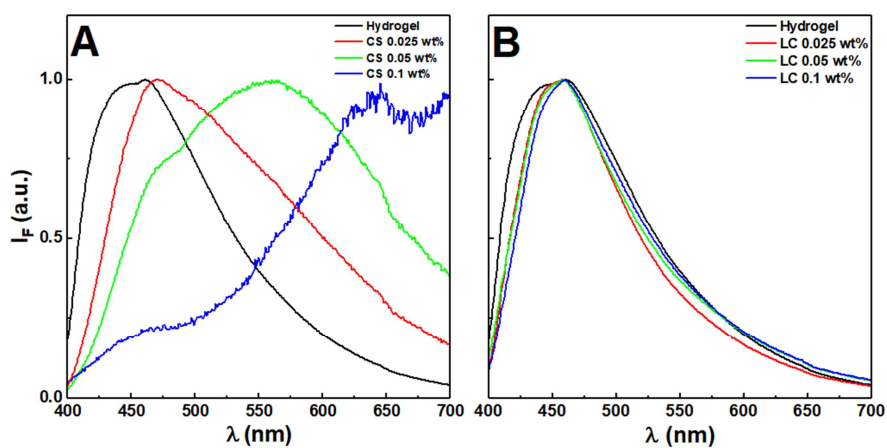 A
Hydrogel
CS 0.025 wt%
CS 0.05 wt%
CS 0.1 wt%
1.0
0.5
0.0
I_F (a.u.)
400 450 500 550 600 650 700
λ (nm)
B
Hydrogel
LC 0.025 wt%
LC 0.05 wt%
LC 0.1 wt%
400 450 500 550 600 650 700
λ (nm)